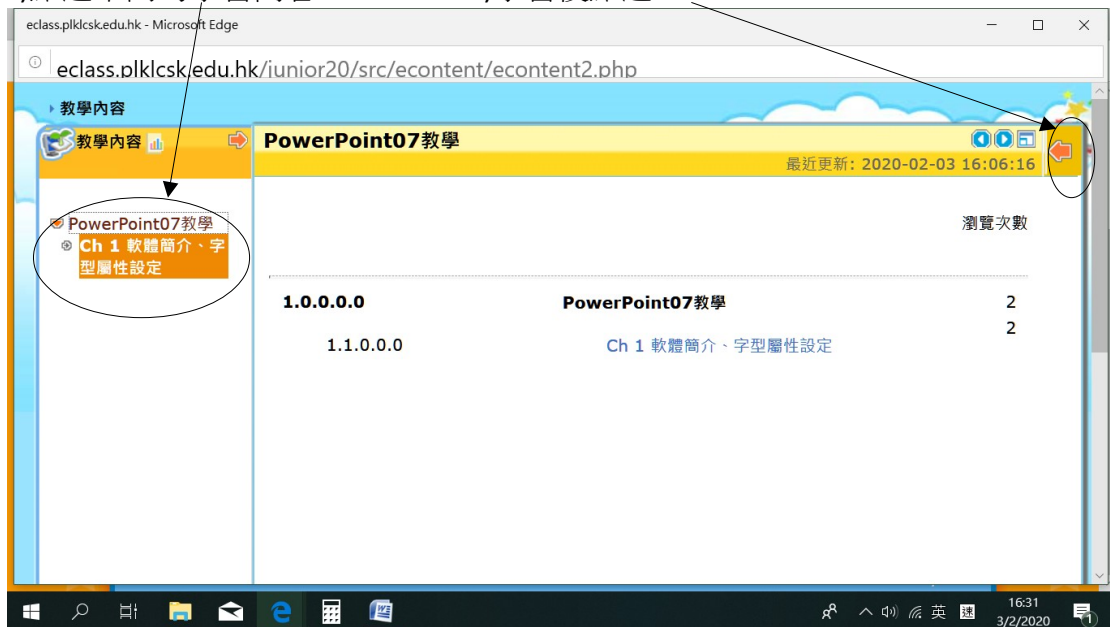 eclass.plklcsk.edu.hk - Microsoft Edge
eclass.plklcsk.edu.hk/junior20/src/econtent/econtent2.php
教學內容
教學內容
PowerPoint07教學
最近更新: 2020-02-03 16:06:16
PowerPoint07教學
Ch 1 軟體簡介、字
型屬性設定
瀏覽次數
1.0.0.0.0 PowerPoint07教學 2
1.1.0.0.0 Ch 1 軟體簡介、字型屬性設定 2
英 速 16:31
3/2/2020
1